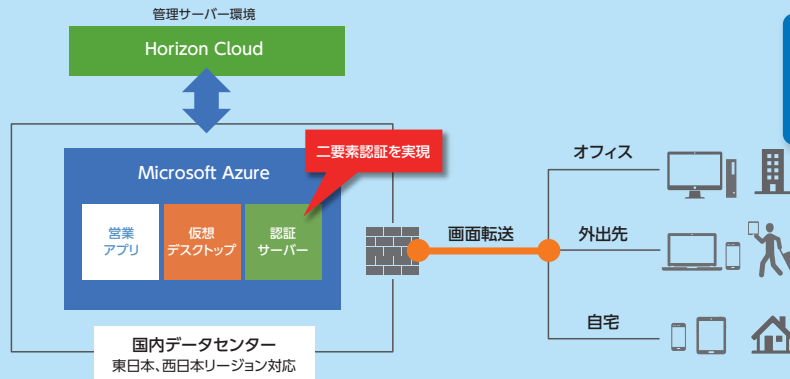 管理サーバー環境
Horizon Cloud
二要素認証を実現
Microsoft Azure
営業
アプリ
仮想
デスクトップ
認証
サーバー
国内データセンター
東日本、西日本リージョン対応
画面転送
オフィス
外出先
自宅